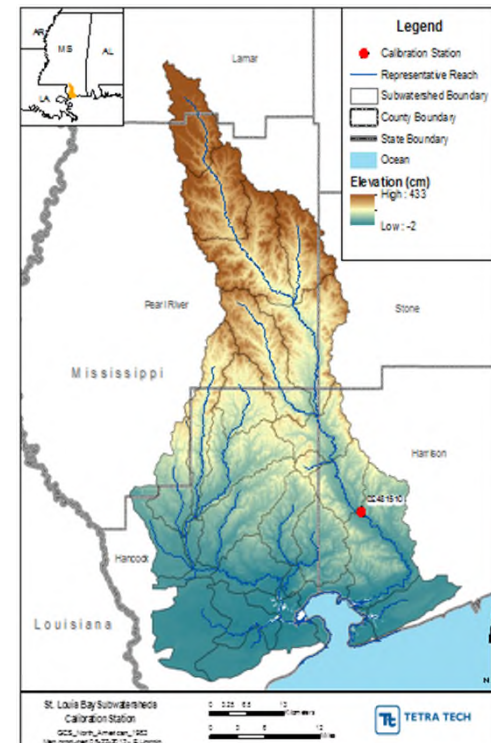 AR
MS
AL
LA
Lamar
Legend
Calibration Station
Representative Reach
Subwatershed Boundary
County Boundary
State Boundary
Ocean
Elevation (cm)
High : 433
Low : -2
Pearl River
Stone
Mississippi
Harrison
02481510
Hancock
Louisiana
St. Louis Bay Subwatersheds
Calibration Station
GCS_North_American_1983
N
TETRA TECH